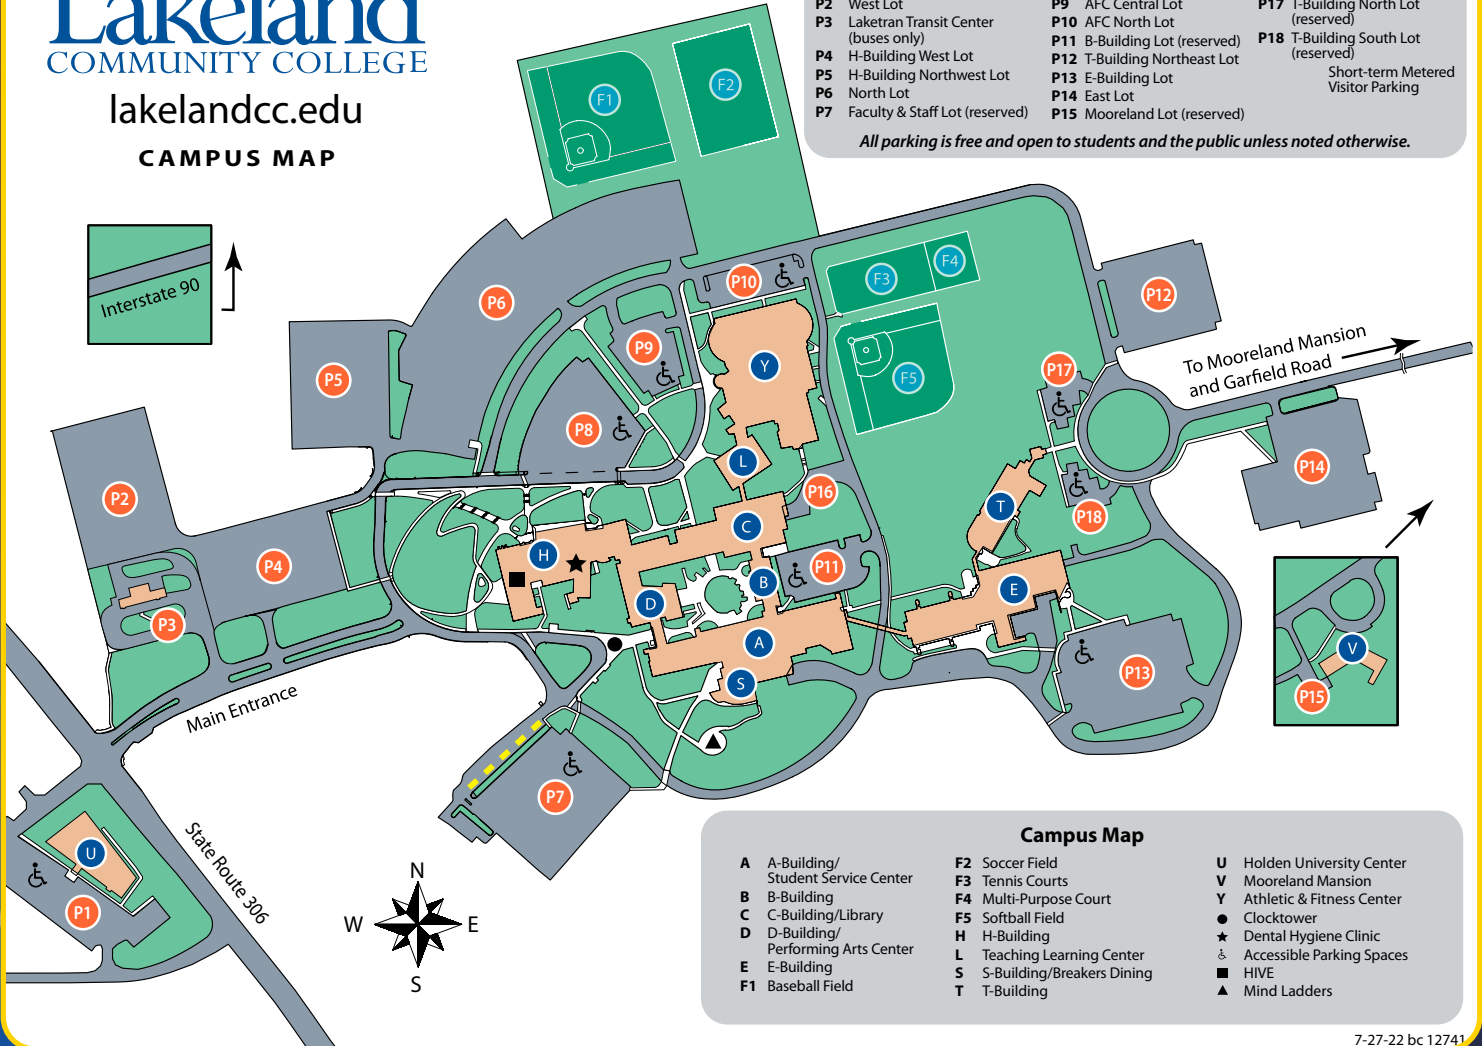 Lakeland
COMMUNITY COLLEGE
lakelandcc.edu
CAMPUS MAP
P2 West Lot
P3 Laketran Transit Center
(buses only)
P4 H-Building West Lot
P5 H-Building Northwest Lot
P6 North Lot
P7 Faculty & Staff Lot (reserved)
P9 AFC Central Lot
P10 AFC North Lot
P11 B-Building Lot (reserved)
P12 T-Building Northeast Lot
P13 E-Building Lot
P14 East Lot
P15 Mooreland Lot (reserved)
P17 T-Building North Lot
(reserved)
P18 T-Building South Lot
(reserved)
Short-term Metered
Visitor Parking
All parking is free and open to students and the public unless noted otherwise.
F1
F2
Interstate 90
P6
P10
F3
F4
P12
P5
P9
Y
F5
P17
To Mooreland Mansion
and Garfield Road
P8
L
P14
P2
P16
T
P18
C
H
P4
B
P11
D
E
P3
A
V
S
P13
P15
Main Entrance
P7
U
State Route 306
P1
N
W
E
S
Campus Map
A A-Building/
Student Service Center
B B-Building
C C-Building/Library
D D-Building/
Performing Arts Center
E E-Building
F1 Baseball Field
F2 Soccer Field
F3 Tennis Courts
F4 Multi-Purpose Court
F5 Softball Field
H H-Building
L Teaching Learning Center
S S-Building/Breakers Dining
T T-Building
U Holden University Center
V Mooreland Mansion
Y Athletic & Fitness Center
Clocktower
Dental Hygiene Clinic
Accessible Parking Spaces
HIVE
Mind Ladders
7-27-22 bc 12741